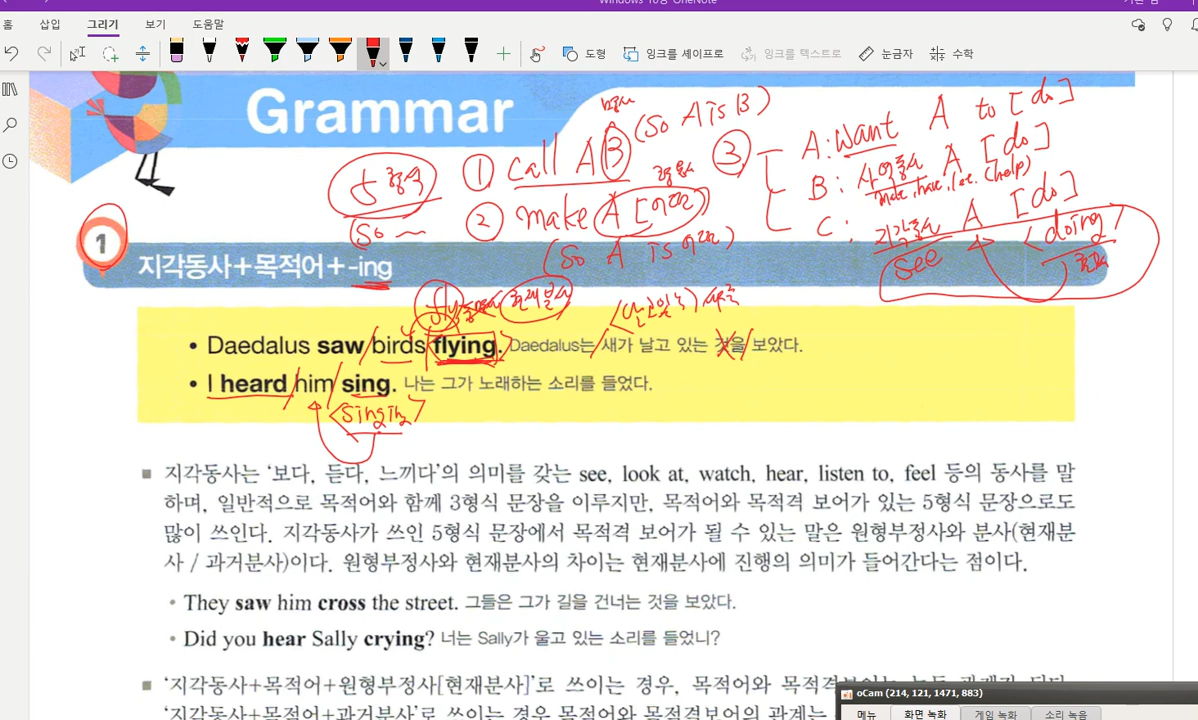 Windows 10용 OneNote
홈 삽입 그리기 보기 도움말
도형 잉크를 셰이프로 잉크를 텍스트로 눈금자 수학
Grammar
명사 (So A is B)
5형식 ① call A B ③ A: want A to [do]
형용사 B: 사역동사 A [do]
make, have, let. (help)
So ~ ② make A [어떤] C: 지각동사 A [do]
(So A is 어떤) see <doing>
1
지각동사+목적어+-ing
fly 동명사 현재분사 <날고있는> 새를
• Daedalus saw birds flying. Daedalus는 새가 날고 있는 것을 보았다.
• I heard him sing. 나는 그가 노래하는 소리를 들었다.
<singing>
지각동사는 ‘보다, 듣다, 느끼다’의 의미를 갖는 see, look at, watch, hear, listen to, feel 등의 동사를 말
하며, 일반적으로 목적어와 함께 3형식 문장을 이루지만, 목적어와 목적격 보어가 있는 5형식 문장으로도
많이 쓰인다. 지각동사가 쓰인 5형식 문장에서 목적격 보어가 될 수 있는 말은 원형부정사와 분사(현재분
사 / 과거분사)이다. 원형부정사와 현재분사의 차이는 현재분사에 진행의 의미가 들어간다는 점이다.
• They saw him cross the street. 그들은 그가 길을 건너는 것을 보았다.
• Did you hear Sally crying? 너는 Sally가 울고 있는 소리를 들었니?
‘지각동사+목적어+원형부정사[현재분사]’로 쓰이는 경우, 목적어와 목적격보어는
‘지각동사+목적어+과거분사’로 쓰이는 경우 목적어와 목적격보어의 관계는
oCam (214, 121, 1471, 883)
메뉴 화면 녹화 게임 녹화 소리 녹음